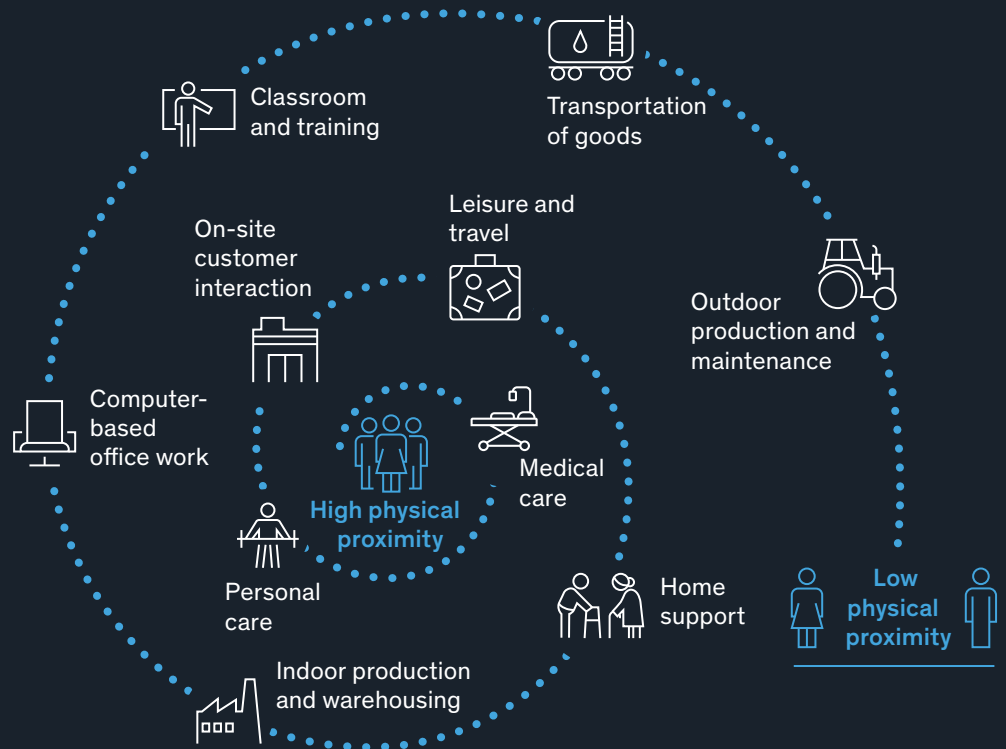 Classroom
and training
Transportation
of goods
Leisure and
travel
On-site
customer
interaction
Outdoor
production and
maintenance
Computer-
based
office work
Medical
care
High physical
proximity
Personal
care
Home
support
Low
physical
proximity
Indoor production
and warehousing